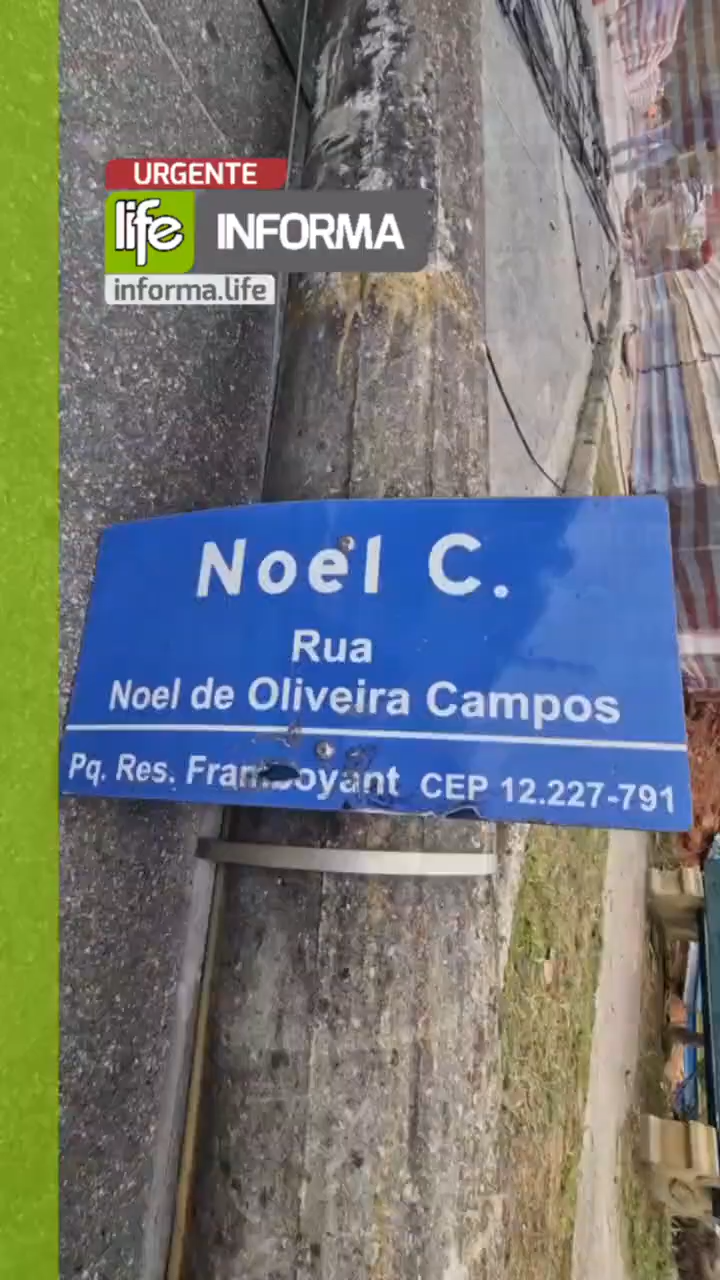 URGENTE
life INFORMA
informa.life
Noel C.
Rua
Noel de Oliveira Campos
Pq. Res. Framboyant CEP 12.227-791